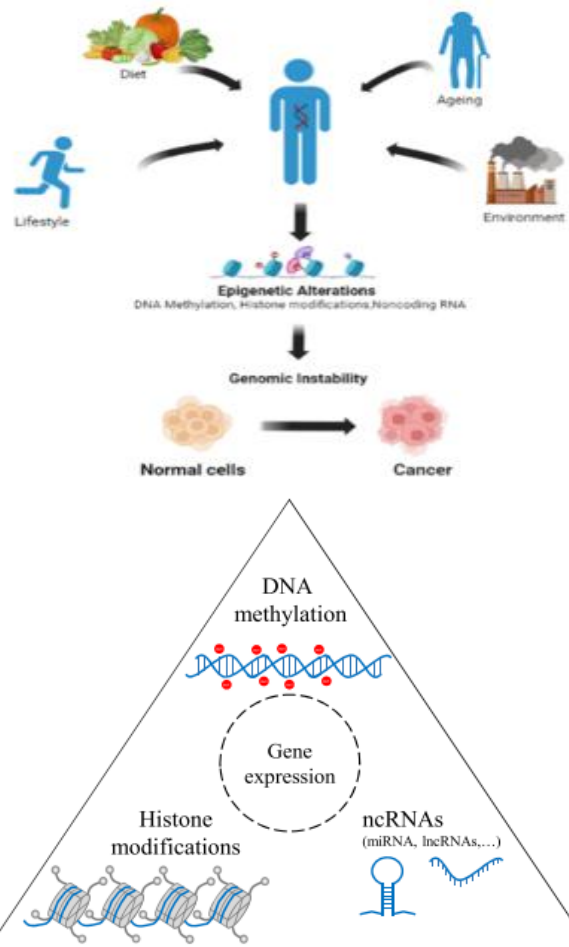 Diet
Ageing
Lifestyle
Environment
Epigenetic Alterations
DNA Methylation, Histone modifications,Noncoding RNA
Genomic Instability
Normal cells
Cancer
DNA
methylation
Gene
expression
Histone
modifications
ncRNAs
(miRNA, lncRNAs,…)